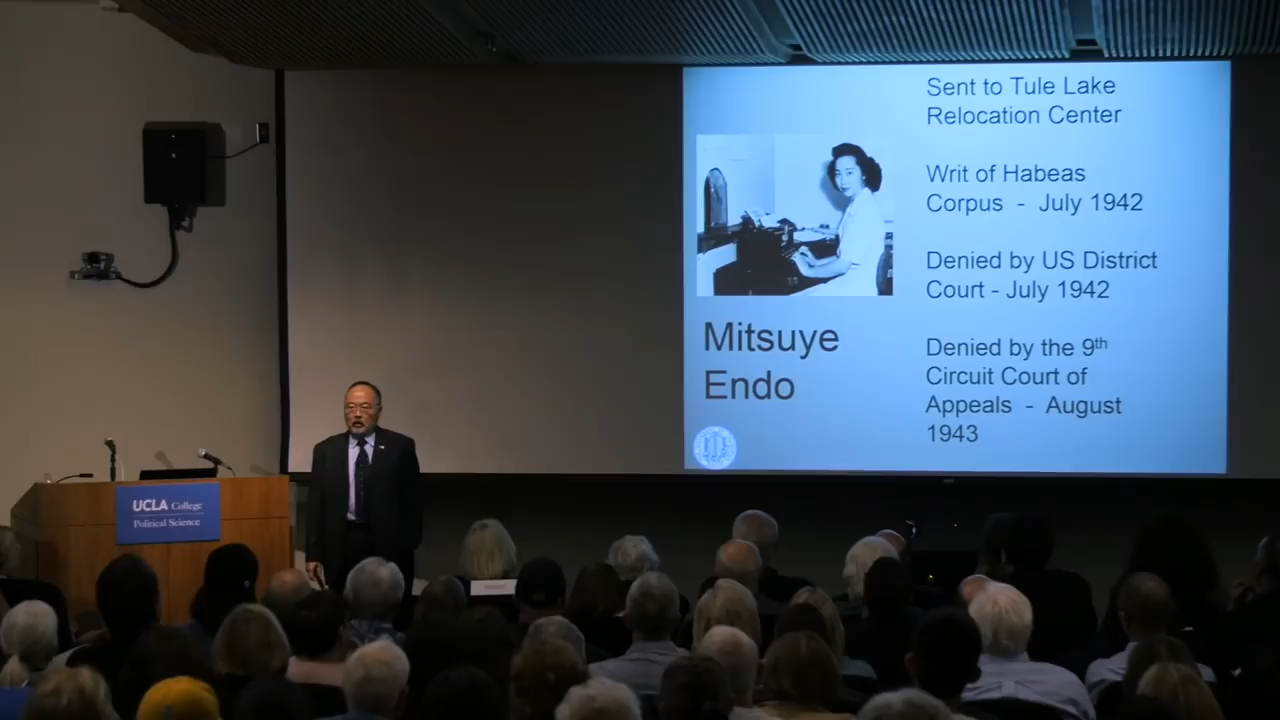 Sent to Tule Lake
Relocation Center
Writ of Habeas
Corpus - July 1942
Denied by US District
Court - July 1942
Denied by the 9th
Circuit Court of
Appeals - August
1943
Mitsuye
Endo
UCLA College
Political Science